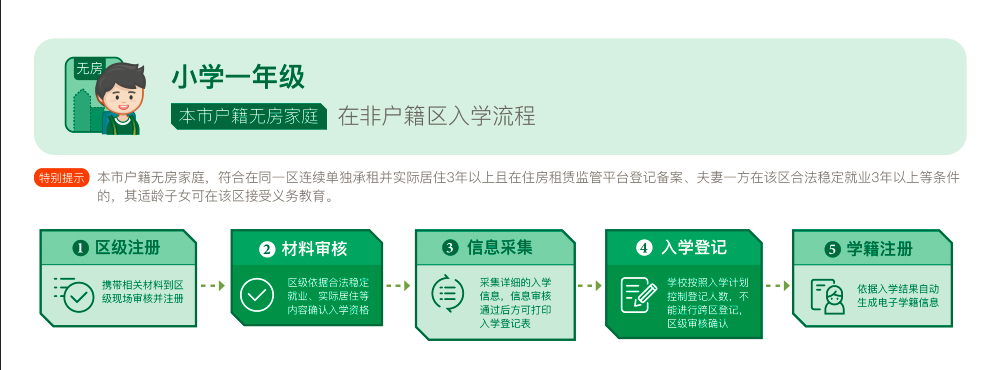 无房
小学一年级
本市户籍无房家庭 在非户籍区入学流程
特别提示 本市户籍无房家庭，符合在同一区连续单独承租并实际居住3年以上且在住房租赁监管平台登记备案、夫妻一方在该区合法稳定就业3年以上等条件
的，其适龄子女可在该区接受义务教育。
1 区级注册
携带相关材料到区
级现场审核并注册
2 材料审核
区级依据合法稳定
就业、实际居住等
内容确认入学资格
3 信息采集
采集详细的入学
信息，信息审核
通过后方可打印
入学登记表
4 入学登记
学校按照入学计划
控制登记人数，不
能进行跨区登记，
区级审核确认
5 学籍注册
依据入学结果自动
生成电子学籍信息